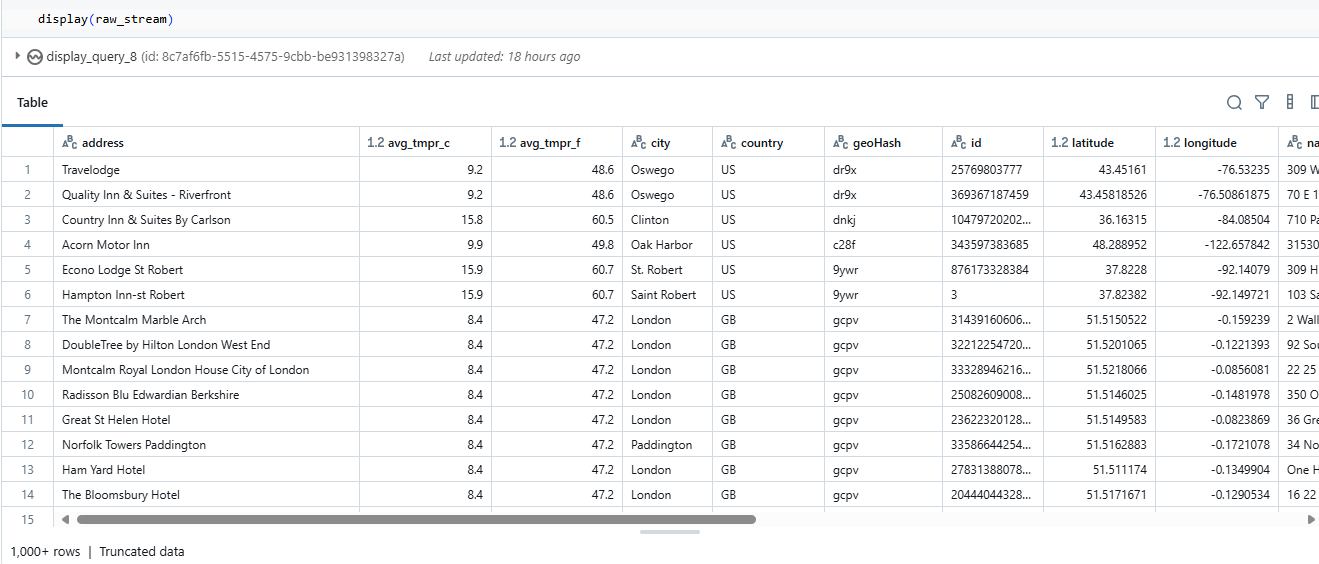 display(raw_stream)
display_query_8 (id: 8c7af6fb-5515-4575-9cbb-be931398327a) Last updated: 18 hours ago
Table
address 1.2 avg_tmpr_c 1.2 avg_tmpr_f city country geoHash id 1.2 latitude 1.2 longitude na
1 Travelodge 9.2 48.6 Oswego US dr9x 25769803777 43.45161 -76.53235 309 W
2 Quality Inn & Suites - Riverfront 9.2 48.6 Oswego US dr9x 369367187459 43.45818526 -76.50861875 70 E 1
3 Country Inn & Suites By Carlson 15.8 60.5 Clinton US dnkj 10479720202... 36.16315 -84.08504 710 Pa
4 Acorn Motor Inn 9.9 49.8 Oak Harbor US c28f 343597383685 48.288952 -122.657842 31530
5 Econo Lodge St Robert 15.9 60.7 St. Robert US 9ywr 876173328384 37.8228 -92.14079 309 H
6 Hampton Inn-st Robert 15.9 60.7 Saint Robert US 9ywr 3 37.82382 -92.149721 103 Sa
7 The Montcalm Marble Arch 8.4 47.2 London GB gcpv 31439160606... 51.5150522 -0.159239 2 Wall
8 DoubleTree by Hilton London West End 8.4 47.2 London GB gcpv 32212254720... 51.5201065 -0.1221393 92 Sou
9 Montcalm Royal London House City of London 8.4 47.2 London GB gcpv 33328946216... 51.5218066 -0.0856081 22 25
10 Radisson Blu Edwardian Berkshire 8.4 47.2 London GB gcpv 25082609008... 51.5146025 -0.1481978 350 O
11 Great St Helen Hotel 8.4 47.2 London GB gcpv 23622320128... 51.5149583 -0.0823869 36 Gre
12 Norfolk Towers Paddington 8.4 47.2 Paddington GB gcpv 33586644254... 51.5162883 -0.1721078 34 No
13 Ham Yard Hotel 8.4 47.2 London GB gcpv 27831388078... 51.511174 -0.1349904 One H
14 The Bloomsbury Hotel 8.4 47.2 London GB gcpv 20444044328... 51.5171671 -0.1290534 16 22
15
1,000+ rows | Truncated data